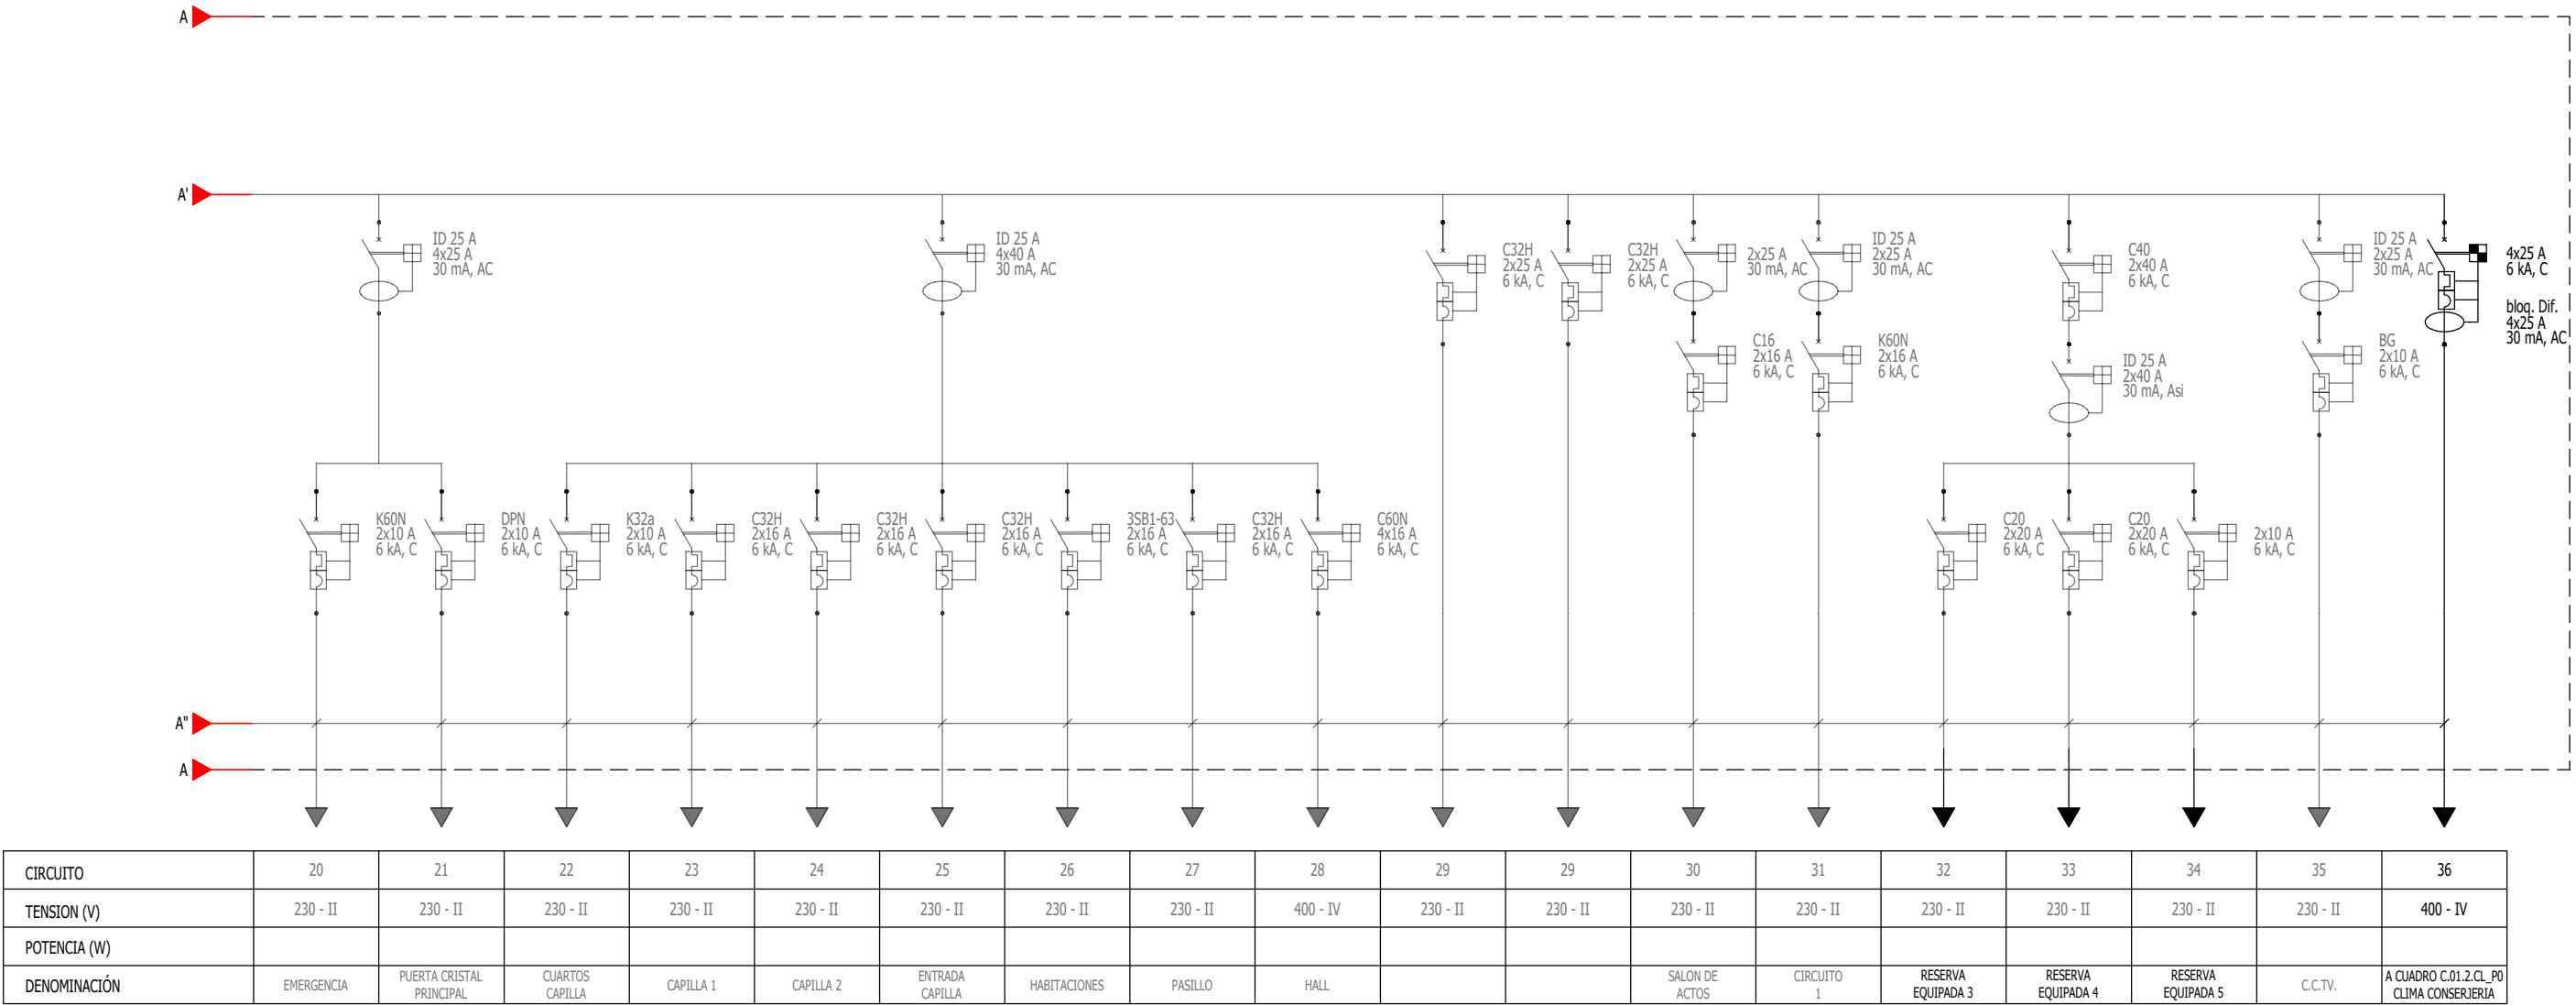 A
A'
ID 25 A
4x25 A
30 mA, AC
ID 25 A
4x40 A
30 mA, AC
C32H
2x25 A
6 kA, C
C32H
2x25 A
6 kA, C
2x25 A
30 mA, AC
ID 25 A
2x25 A
30 mA, AC
C40
2x40 A
6 kA, C
ID 25 A
2x25 A
30 mA, AC
4x25 A
6 kA, C
bloq. Dif.
4x25 A
30 mA, AC
C16
2x16 A
6 kA, C
K60N
2x16 A
6 kA, C
ID 25 A
2x40 A
30 mA, Asi
BG
2x10 A
6 kA, C
K60N
2x10 A
6 kA, C
DPN
2x10 A
6 kA, C
K32a
2x10 A
6 kA, C
C32H
2x16 A
6 kA, C
C32H
2x16 A
6 kA, C
C32H
2x16 A
6 kA, C
3SB1-63
2x16 A
6 kA, C
C32H
2x16 A
6 kA, C
C60N
4x16 A
6 kA, C
C20
2x20 A
6 kA, C
C20
2x20 A
6 kA, C
2x10 A
6 kA, C
A"
A
CIRCUITO 20 21 22 23 24 25 26 27 28 29 29 30 31 32 33 34 35 36
TENSION (V) 230 - II 230 - II 230 - II 230 - II 230 - II 230 - II 230 - II 230 - II 400 - IV 230 - II 230 - II 230 - II 230 - II 230 - II 230 - II 230 - II 230 - II 400 - IV
POTENCIA (W)
DENOMINACIÓN
EMERGENCIA
PUERTA CRISTAL
PRINCIPAL
CUARTOS
CAPILLA
CAPILLA 1
CAPILLA 2
ENTRADA
CAPILLA
HABITACIONES
PASILLO
HALL
SALON DE
ACTOS
CIRCUITO
1
RESERVA
EQUIPADA 3
RESERVA
EQUIPADA 4
RESERVA
EQUIPADA 5
C.C.TV.
A CUADRO C.01.2.CL_P0
CLIMA CONSERJERIA